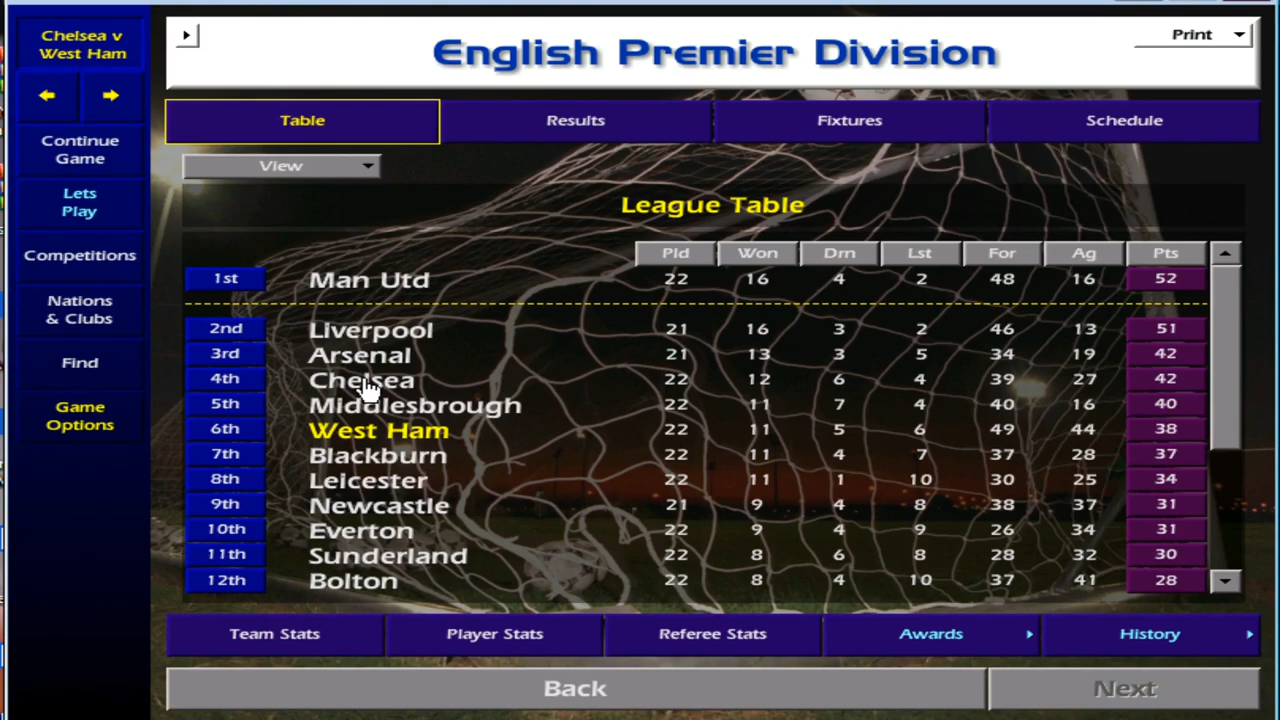 Chelsea v
West Ham
English Premier Division
Print
Table Results Fixtures Schedule
Continue
Game
View
Lets
Play
League Table
Competitions
Pld Won Drn Lst For Ag Pts
1st Man Utd 22 16 4 2 48 16 52
Nations
& Clubs
2nd Liverpool 21 16 3 2 46 13 51
3rd Arsenal 21 13 3 5 34 19 42
Find
4th Chelsea 22 12 6 4 39 27 42
5th Middlesbrough 22 11 7 4 40 16 40
Game
Options
6th West Ham 22 11 5 6 49 44 38
7th Blackburn 22 11 4 7 37 28 37
8th Leicester 22 11 1 10 30 25 34
9th Newcastle 21 9 4 8 38 37 31
10th Everton 22 9 4 9 26 34 31
11th Sunderland 22 8 6 8 28 32 30
12th Bolton 22 8 4 10 37 41 28
Team Stats Player Stats Referee Stats Awards History
Back Next